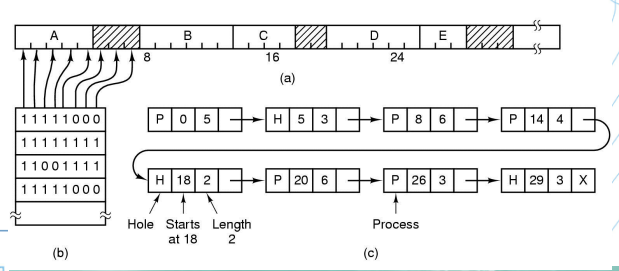 A B C D E
8 16 24
(a)
1 1 1 1 1 0 0 0
1 1 1 1 1 1 1 1
1 1 0 0 1 1 1 1
1 1 1 1 1 0 0 0
(b)
P 0 5 H 5 3 P 8 6 P 14 4
H 18 2 P 20 6 P 26 3 H 29 3 X
Hole Starts Length Process
at 18 2
(c)